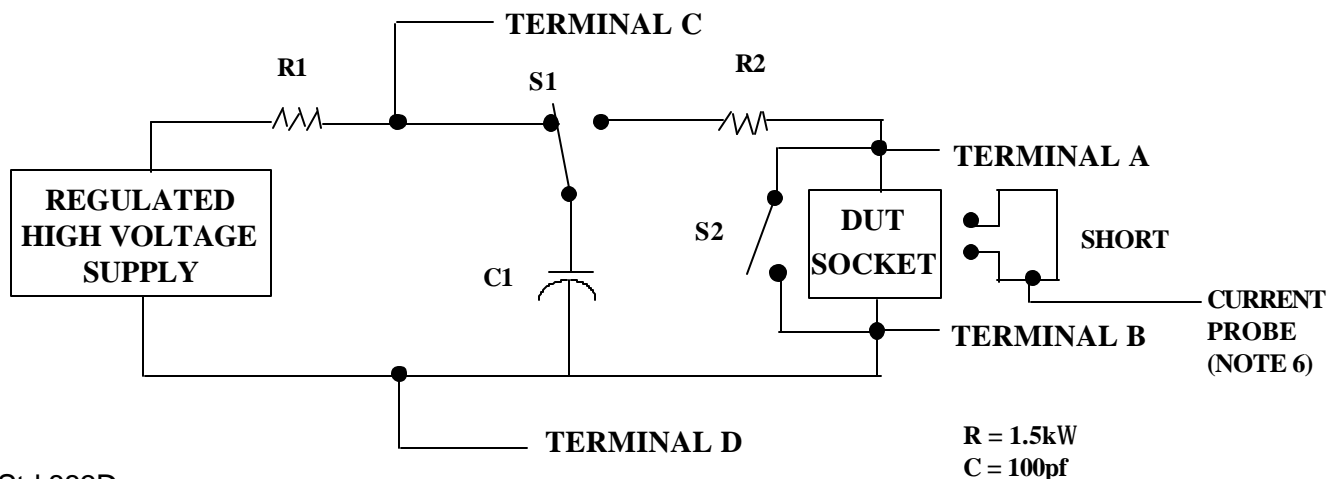 TERMINAL C
R1
S1
R2
TERMINAL A
REGULATED
HIGH VOLTAGE
SUPPLY
S2
DUT
SOCKET
SHORT
C1
CURRENT
PROBE
(NOTE 6)
TERMINAL B
TERMINAL D
R = 1.5kW
C = 100pf